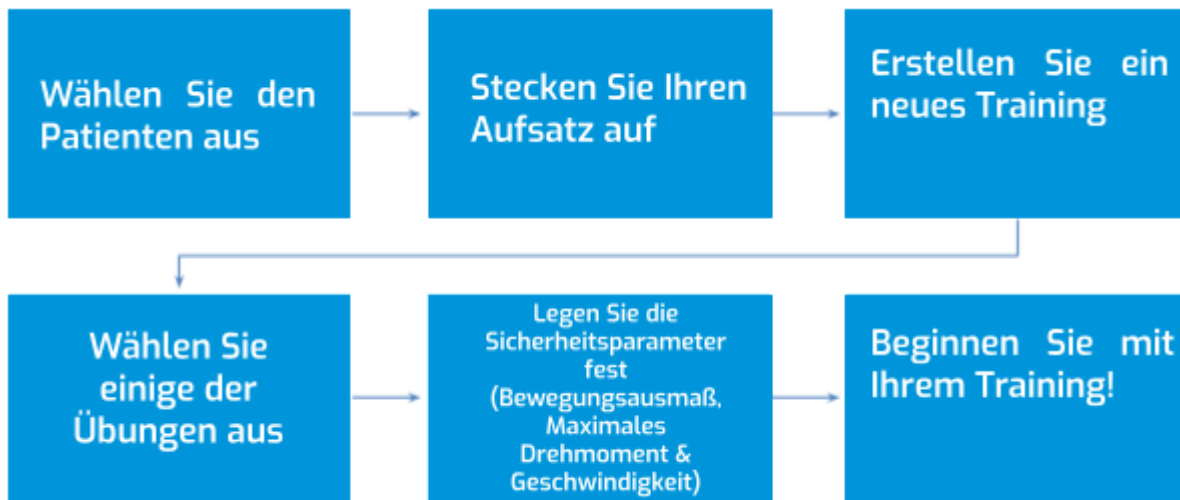 Wählen Sie den
Patienten aus
Stecken Sie Ihren
Aufsatz auf
Erstellen Sie ein
neues Training
Wählen Sie
einige der
Übungen aus
Legen Sie die
Sicherheitsparameter
fest
(Bewegungsausmaß,
Maximales
Drehmoment &
Geschwindigkeit)
Beginnen Sie mit
Ihrem Training!